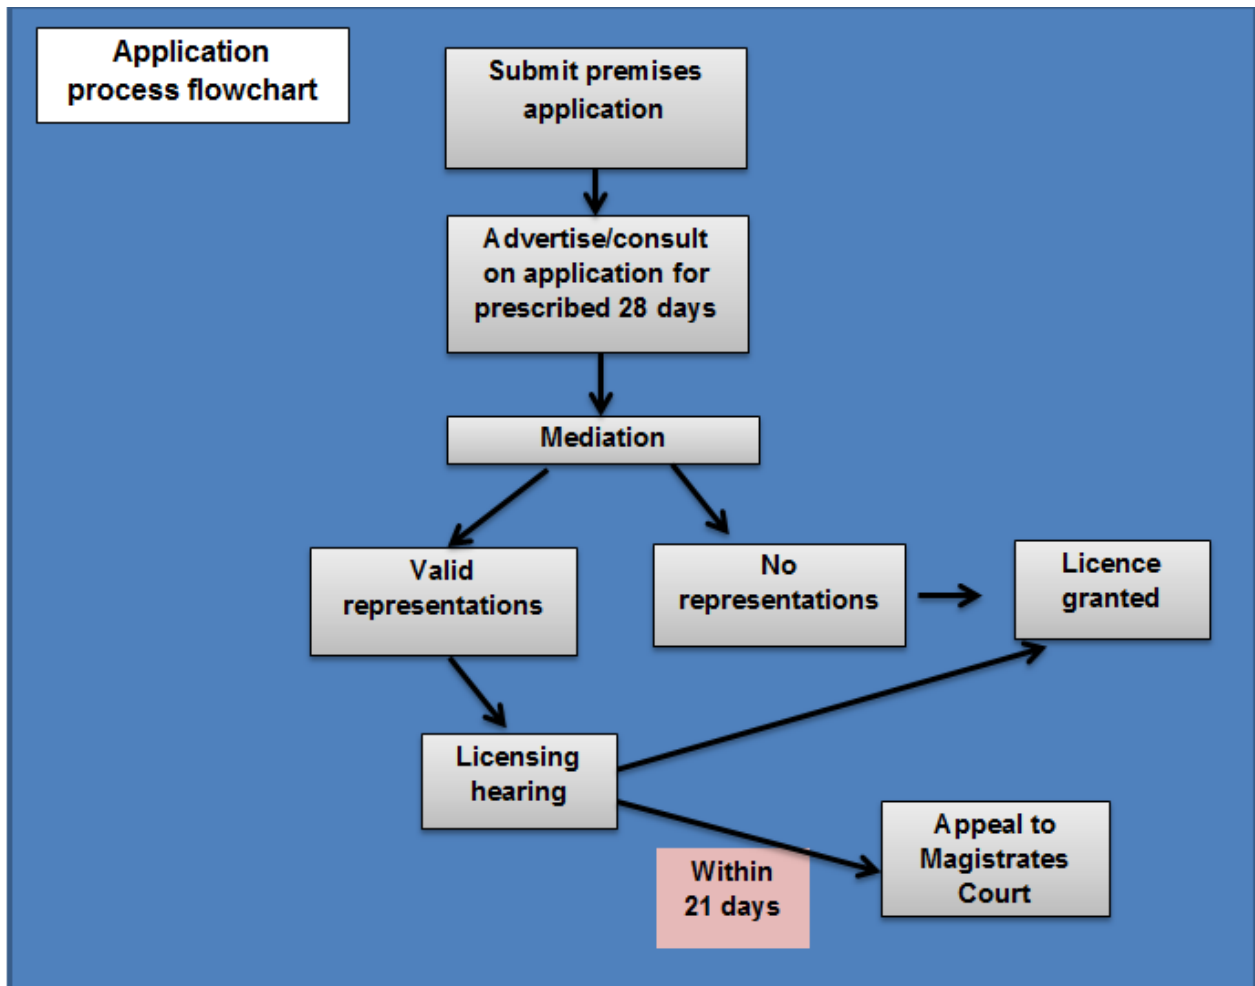 Application
process flowchart
Submit premises
application
Advertise/consult
on application for
prescribed 28 days
Mediation
Valid
representations
No
representations
Licence
granted
Licensing
hearing
Within
21 days
Appeal to
Magistrates
Court